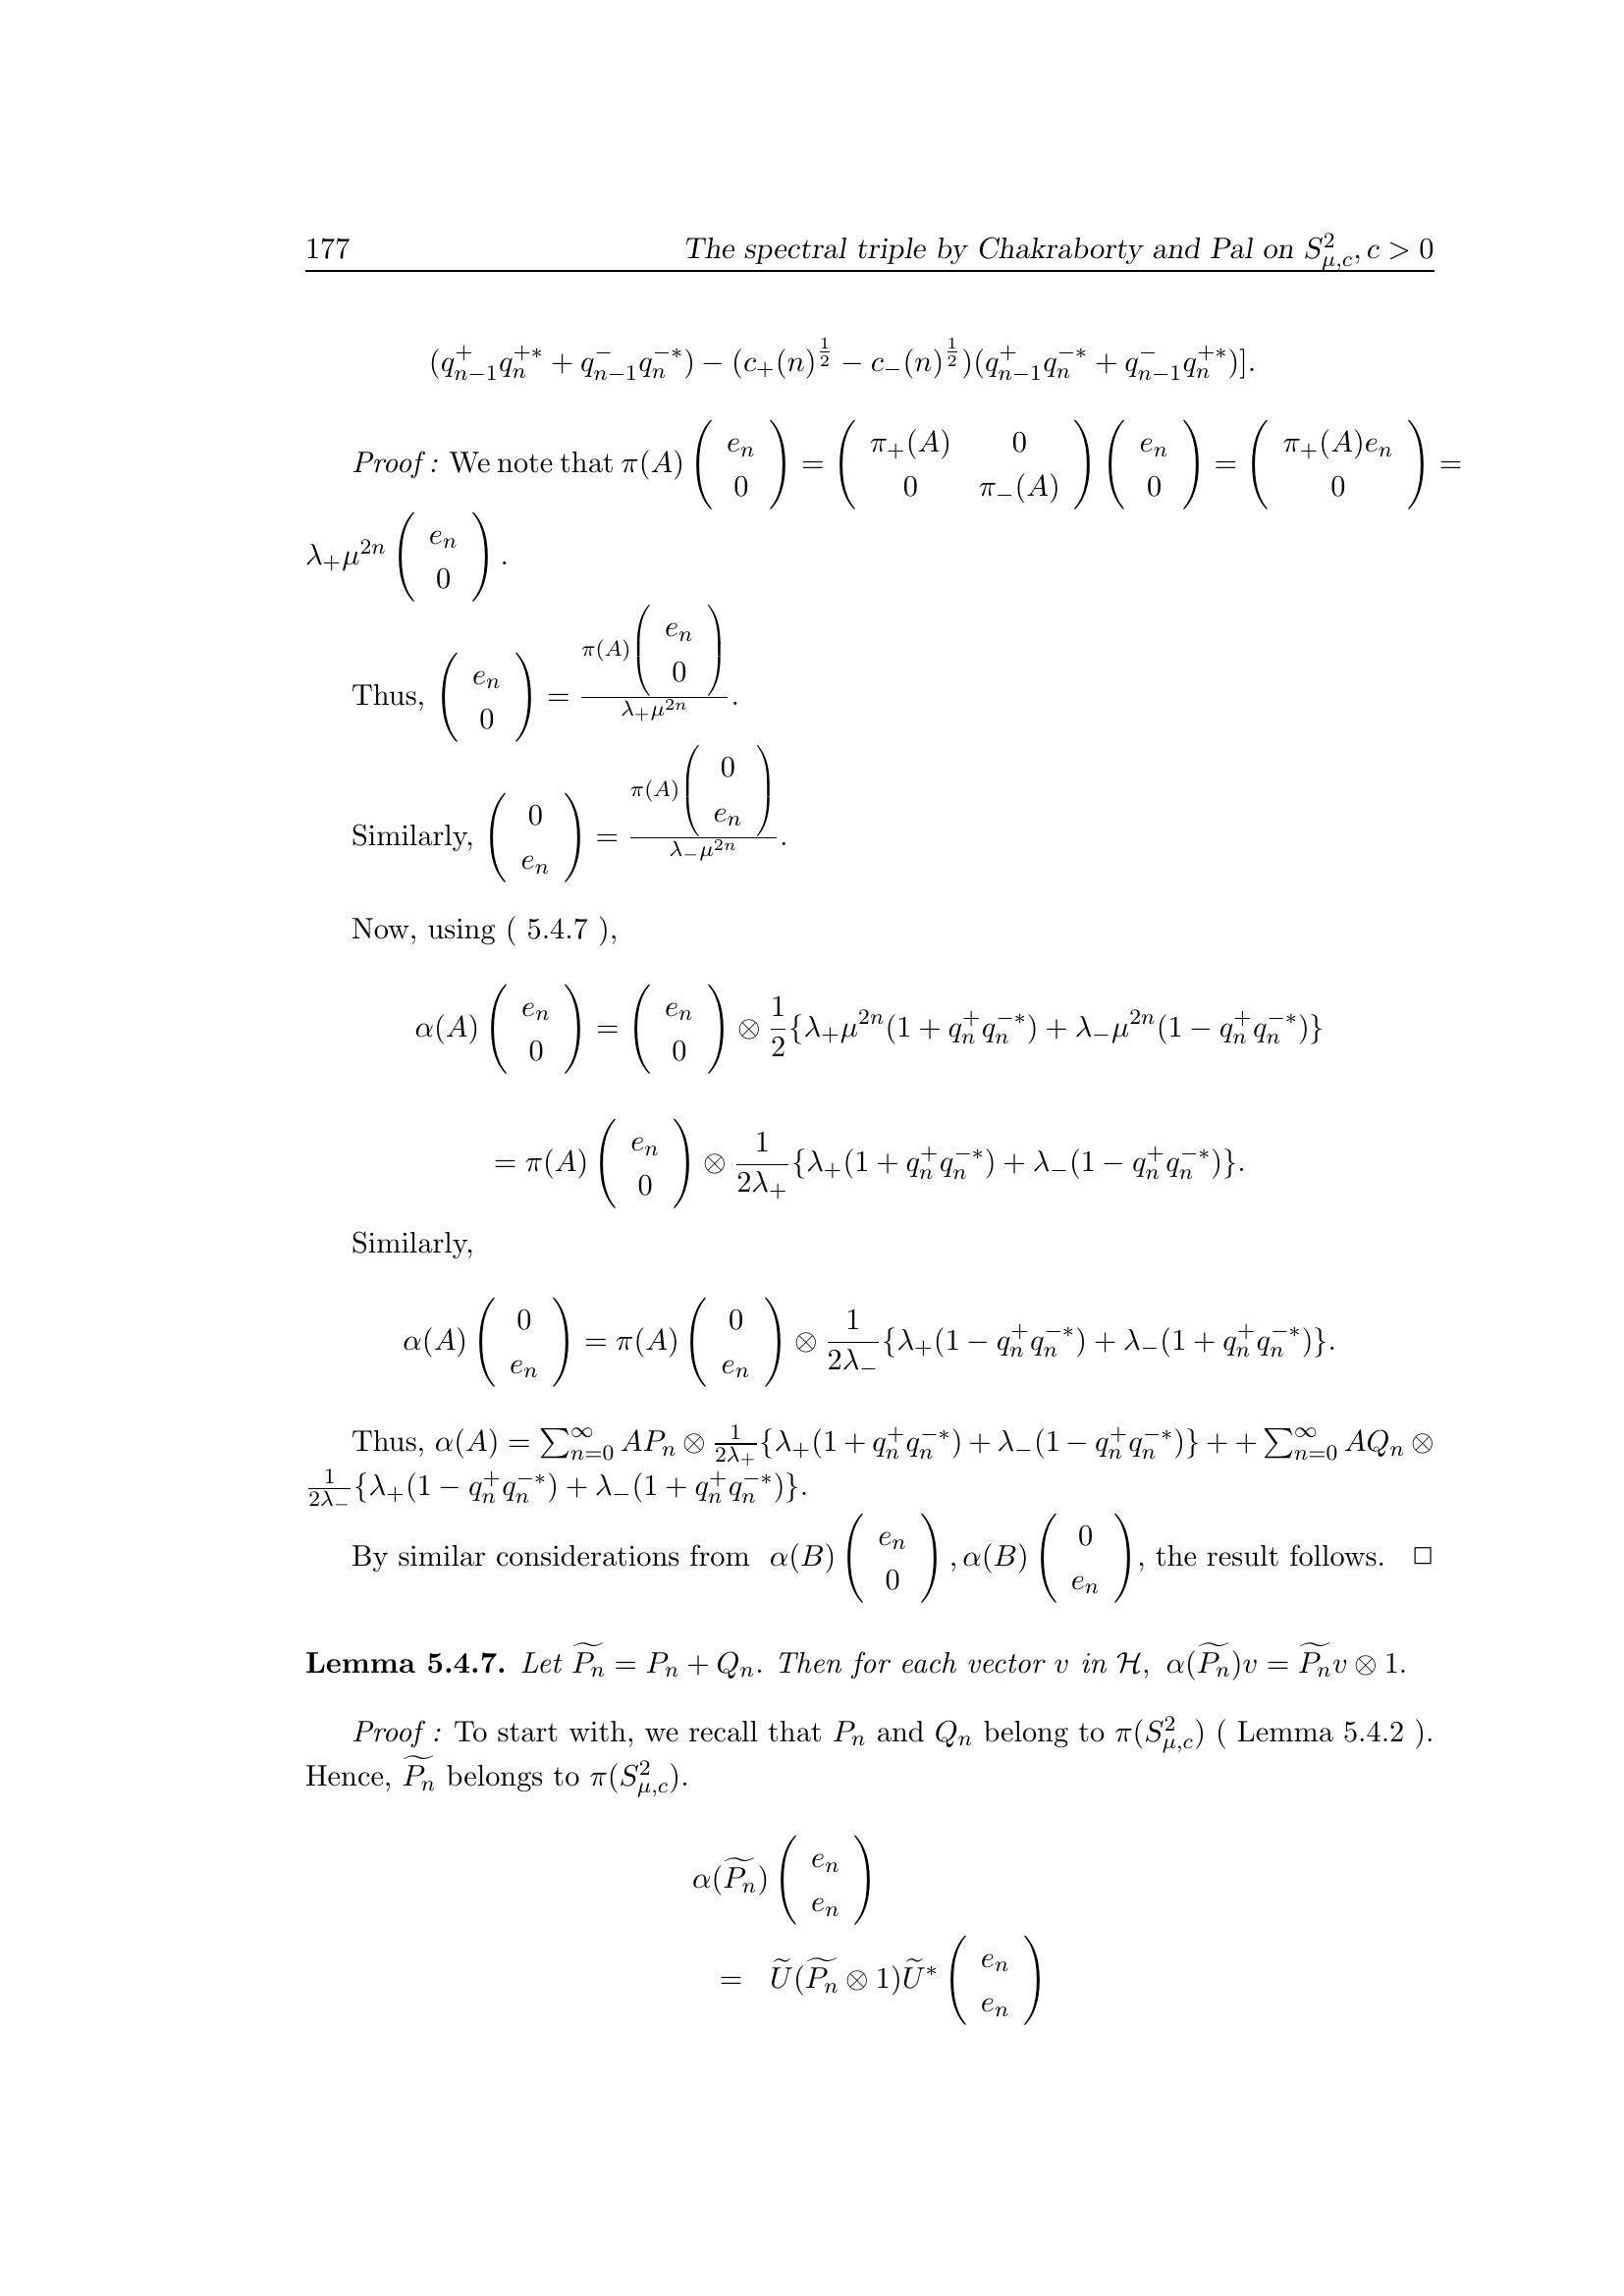 177 The spectral triple by Chakraborty and Pal on $S^2_{\mu,c}, c > 0$
$(q^+_{n-1}q^{+*}_n + q^-_{n-1}q^{-*}_n) - (c_+(n)^{\frac{1}{2}} - c_-(n)^{\frac{1}{2}})(q^+_{n-1}q^{-*}_n + q^-_{n-1}q^{+*}_n)].$
Proof : We note that $\pi(A)\begin{pmatrix} e_n \\ 0 \end{pmatrix} = \begin{pmatrix} \pi_+(A) & 0 \\ 0 & \pi_-(A) \end{pmatrix}\begin{pmatrix} e_n \\ 0 \end{pmatrix} = \begin{pmatrix} \pi_+(A)e_n \\ 0 \end{pmatrix} =$
$\lambda_+\mu^{2n}\begin{pmatrix} e_n \\ 0 \end{pmatrix}.$
Thus, $\begin{pmatrix} e_n \\ 0 \end{pmatrix} = \frac{\pi(A)\begin{pmatrix} e_n \\ 0 \end{pmatrix}}{\lambda_+\mu^{2n}}.$
Similarly, $\begin{pmatrix} 0 \\ e_n \end{pmatrix} = \frac{\pi(A)\begin{pmatrix} 0 \\ e_n \end{pmatrix}}{\lambda_-\mu^{2n}}.$
Now, using ( 5.4.7 ),
$\alpha(A)\begin{pmatrix} e_n \\ 0 \end{pmatrix} = \begin{pmatrix} e_n \\ 0 \end{pmatrix} \otimes \frac{1}{2}\{\lambda_+\mu^{2n}(1 + q^+_n q^{-*}_n) + \lambda_-\mu^{2n}(1 - q^+_n q^{-*}_n)\}$
$= \pi(A)\begin{pmatrix} e_n \\ 0 \end{pmatrix} \otimes \frac{1}{2\lambda_+}\{\lambda_+(1 + q^+_n q^{-*}_n) + \lambda_-(1 - q^+_n q^{-*}_n)\}.$
Similarly,
$\alpha(A)\begin{pmatrix} 0 \\ e_n \end{pmatrix} = \pi(A)\begin{pmatrix} 0 \\ e_n \end{pmatrix} \otimes \frac{1}{2\lambda_-}\{\lambda_+(1 - q^+_n q^{-*}_n) + \lambda_-(1 + q^+_n q^{-*}_n)\}.$
Thus, $\alpha(A) = \sum_{n=0}^{\infty} AP_n \otimes \frac{1}{2\lambda_+}\{\lambda_+(1 + q^+_n q^{-*}_n) + \lambda_-(1 - q^+_n q^{-*}_n)\} + + \sum_{n=0}^{\infty} AQ_n \otimes$
$\frac{1}{2\lambda_-}\{\lambda_+(1 - q^+_n q^{-*}_n) + \lambda_-(1 + q^+_n q^{-*}_n)\}.$
By similar considerations from $\alpha(B)\begin{pmatrix} e_n \\ 0 \end{pmatrix}, \alpha(B)\begin{pmatrix} 0 \\ e_n \end{pmatrix}$, the result follows. □
Lemma 5.4.7. Let $\widetilde{P_n} = P_n + Q_n$. Then for each vector $v$ in $\mathcal{H}$, $\alpha(\widetilde{P_n})v = \widetilde{P_n}v \otimes 1.$
Proof : To start with, we recall that $P_n$ and $Q_n$ belong to $\pi(S^2_{\mu,c})$ ( Lemma 5.4.2 ).
Hence, $\widetilde{P_n}$ belongs to $\pi(S^2_{\mu,c})$.
$\alpha(\widetilde{P_n})\begin{pmatrix} e_n \\ e_n \end{pmatrix}$
$= \widetilde{U}(\widetilde{P_n} \otimes 1)\widetilde{U}^*\begin{pmatrix} e_n \\ e_n \end{pmatrix}$